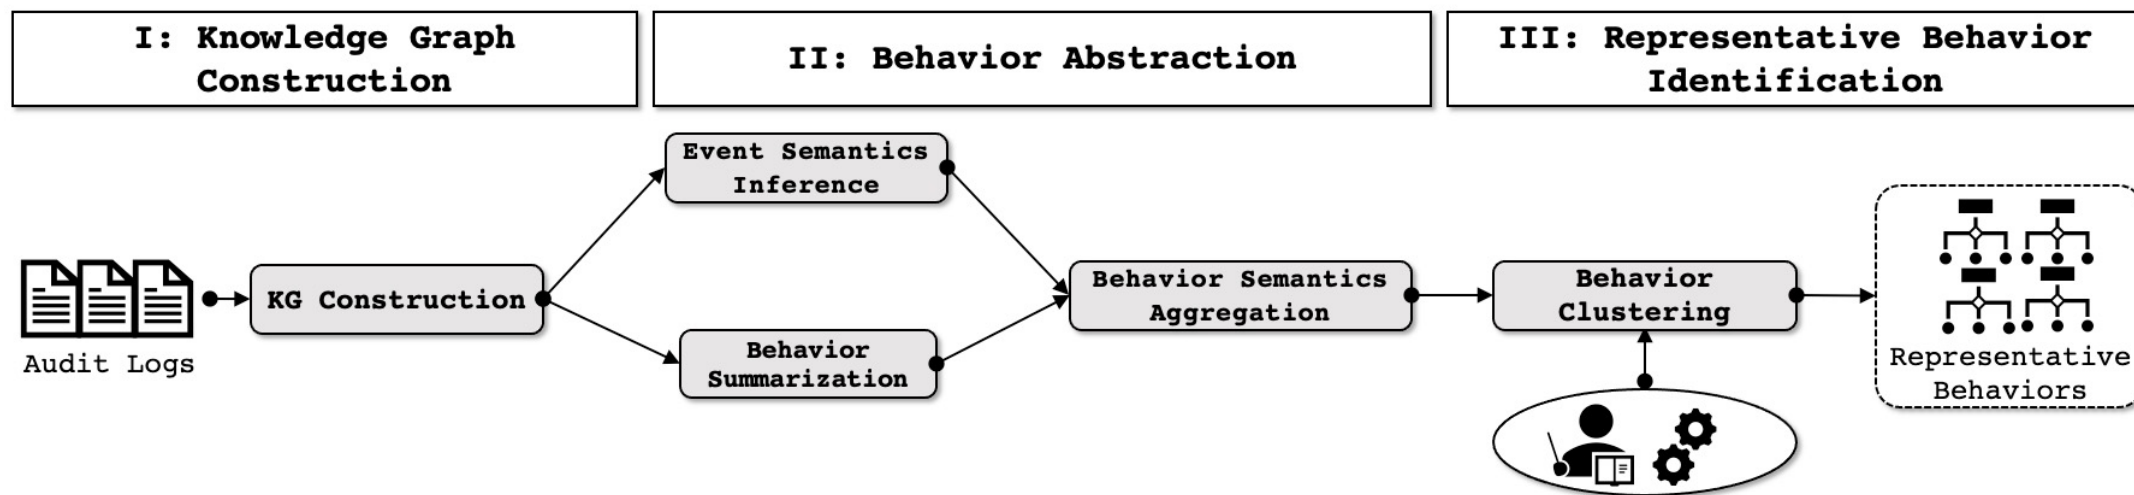 I: Knowledge Graph
Construction
II: Behavior Abstraction
III: Representative Behavior
Identification
Event Semantics
Inference
KG Construction
Audit Logs
Behavior
Summarization
Behavior Semantics
Aggregation
Behavior
Clustering
Representative
Behaviors